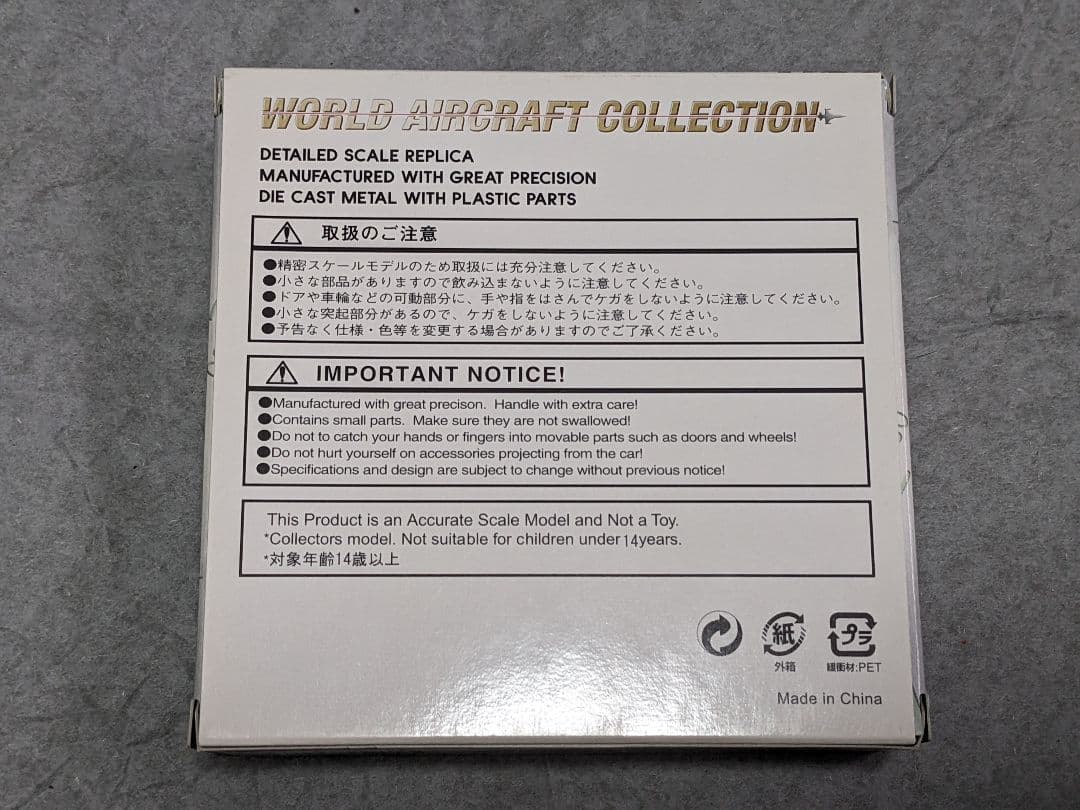 WORLD AIRCRAFT COLLECTION
DETAILED SCALE REPLICA
MANUFACTURED WITH GREAT PRECISION
DIE CAST METAL WITH PLASTIC PARTS
取扱のご注意
●精密スケールモデルのため取扱には充分注意してください。
●小さな部品がありますので飲み込まないように注意してください。
●ドアや車輪などの可動部分に、手や指をはさんでケガをしないように注意してください。
●小さな突起部分があるので、ケガをしないように注意してください。
●予告なく仕様・色等を変更する場合がありますのでご了承ください。
IMPORTANT NOTICE!
●Manufactured with great precison. Handle with extra care!
●Contains small parts. Make sure they are not swallowed!
●Do not to catch your hands or fingers into movable parts such as doors and wheels!
●Do not hurt yourself on accessories projecting from the car!
●Specifications and design are subject to change without previous notice!
This Product is an Accurate Scale Model and Not a Toy.
*Collectors model. Not suitable for children under 14years.
*対象年齢14歳以上
紙
プラ
外箱
緩衝材:PET
Made in China